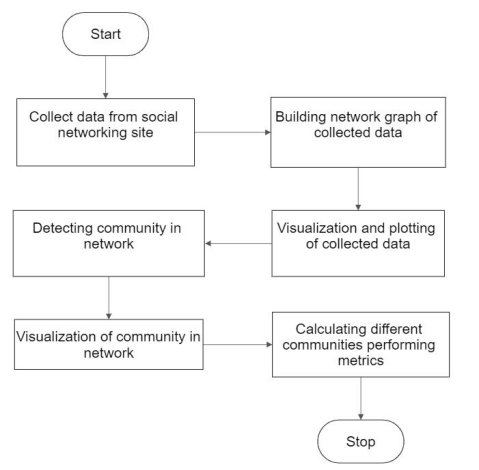 Start
Collect data from social
networking site
Building network graph of
collected data
Visualization and plotting
of collected data
Detecting community in
network
Visualization of community in
network
Calculating different
communities performing
metrics
Stop